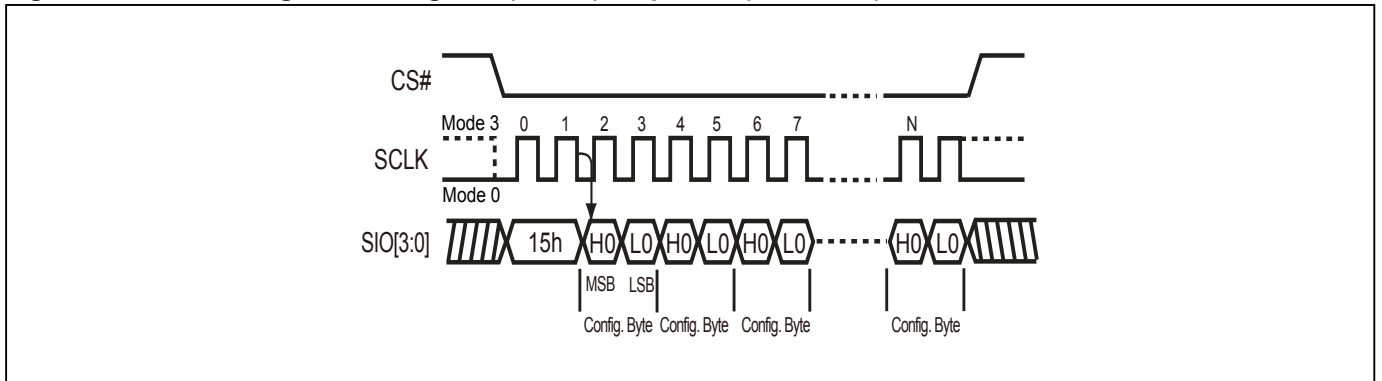 CS#
Mode 3 0 1 2 3 4 5 6 7 N
SCLK
Mode 0
SIO[3:0] 15h H0 L0 H0 L0 H0 L0 H0 L0
MSB LSB
Config. Byte Config. Byte Config. Byte Config. Byte